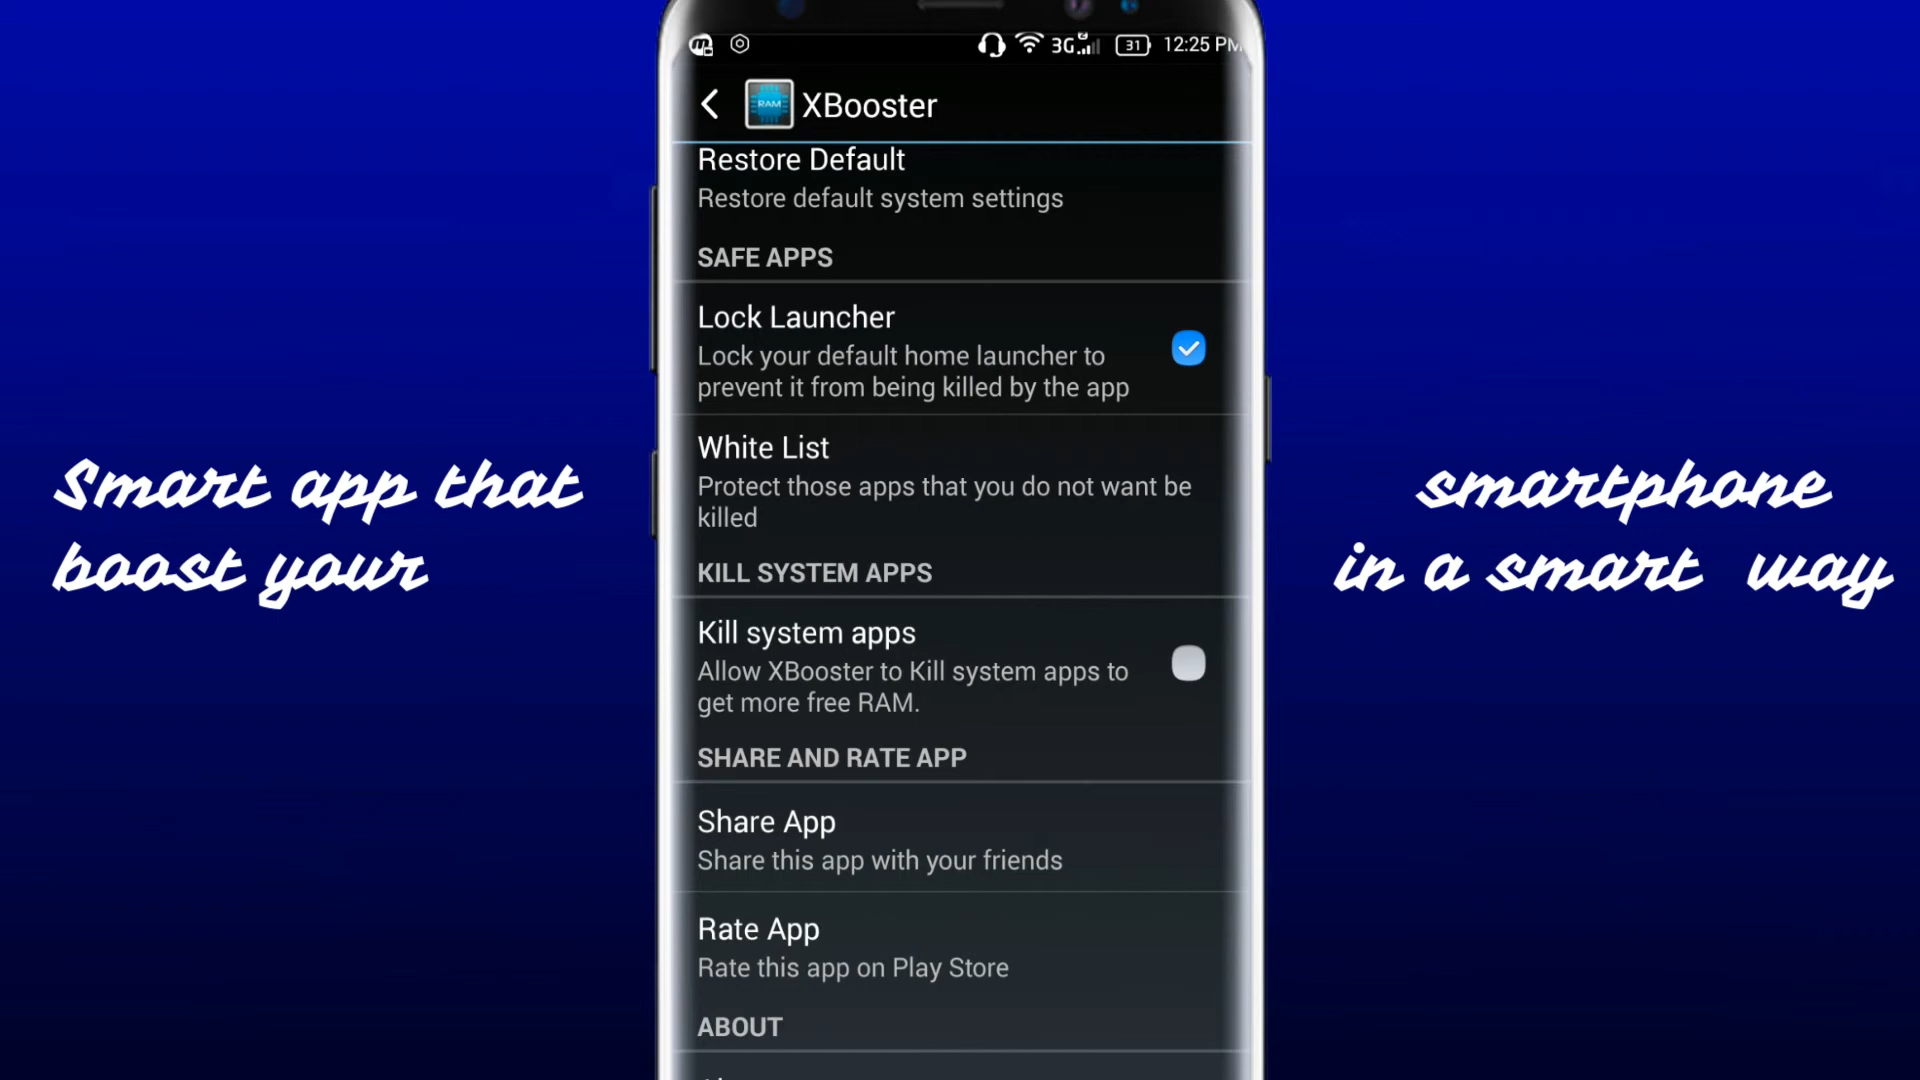 3G 31 12:25 PM
RAM XBooster
Restore Default
Restore default system settings
SAFE APPS
Lock Launcher
Lock your default home launcher to
prevent it from being killed by the app
White List
Protect those apps that you do not want be
killed
KILL SYSTEM APPS
Kill system apps
Allow XBooster to Kill system apps to
get more free RAM.
SHARE AND RATE APP
Share App
Share this app with your friends
Rate App
Rate this app on Play Store
ABOUT
Smart app that
boost your
smartphone
in a smart way